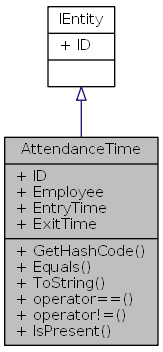 IEntity
+ ID
AttendanceTime
+ ID
+ Employee
+ EntryTime
+ ExitTime
+ GetHashCode()
+ Equals()
+ ToString()
+ operator==()
+ operator!=()
+ IsPresent()